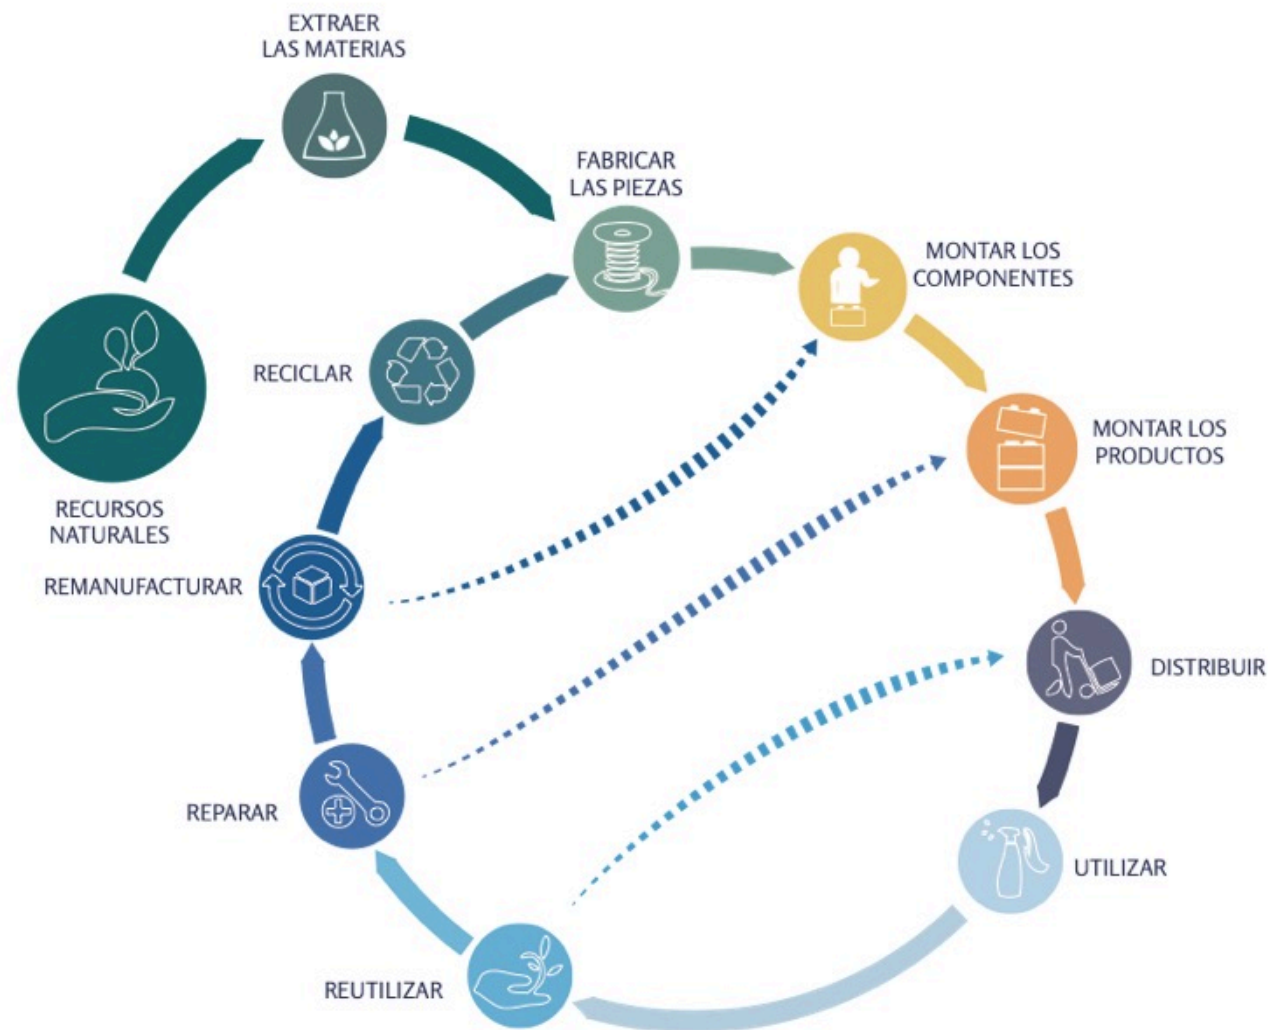 EXTRAER
LAS MATERIAS
FABRICAR
LAS PIEZAS
MONTAR LOS
COMPONENTES
RECICLAR
MONTAR LOS
PRODUCTOS
RECURSOS
NATURALES
REMANUFACTURAR
DISTRIBUIR
REPARAR
UTILIZAR
REUTILIZAR